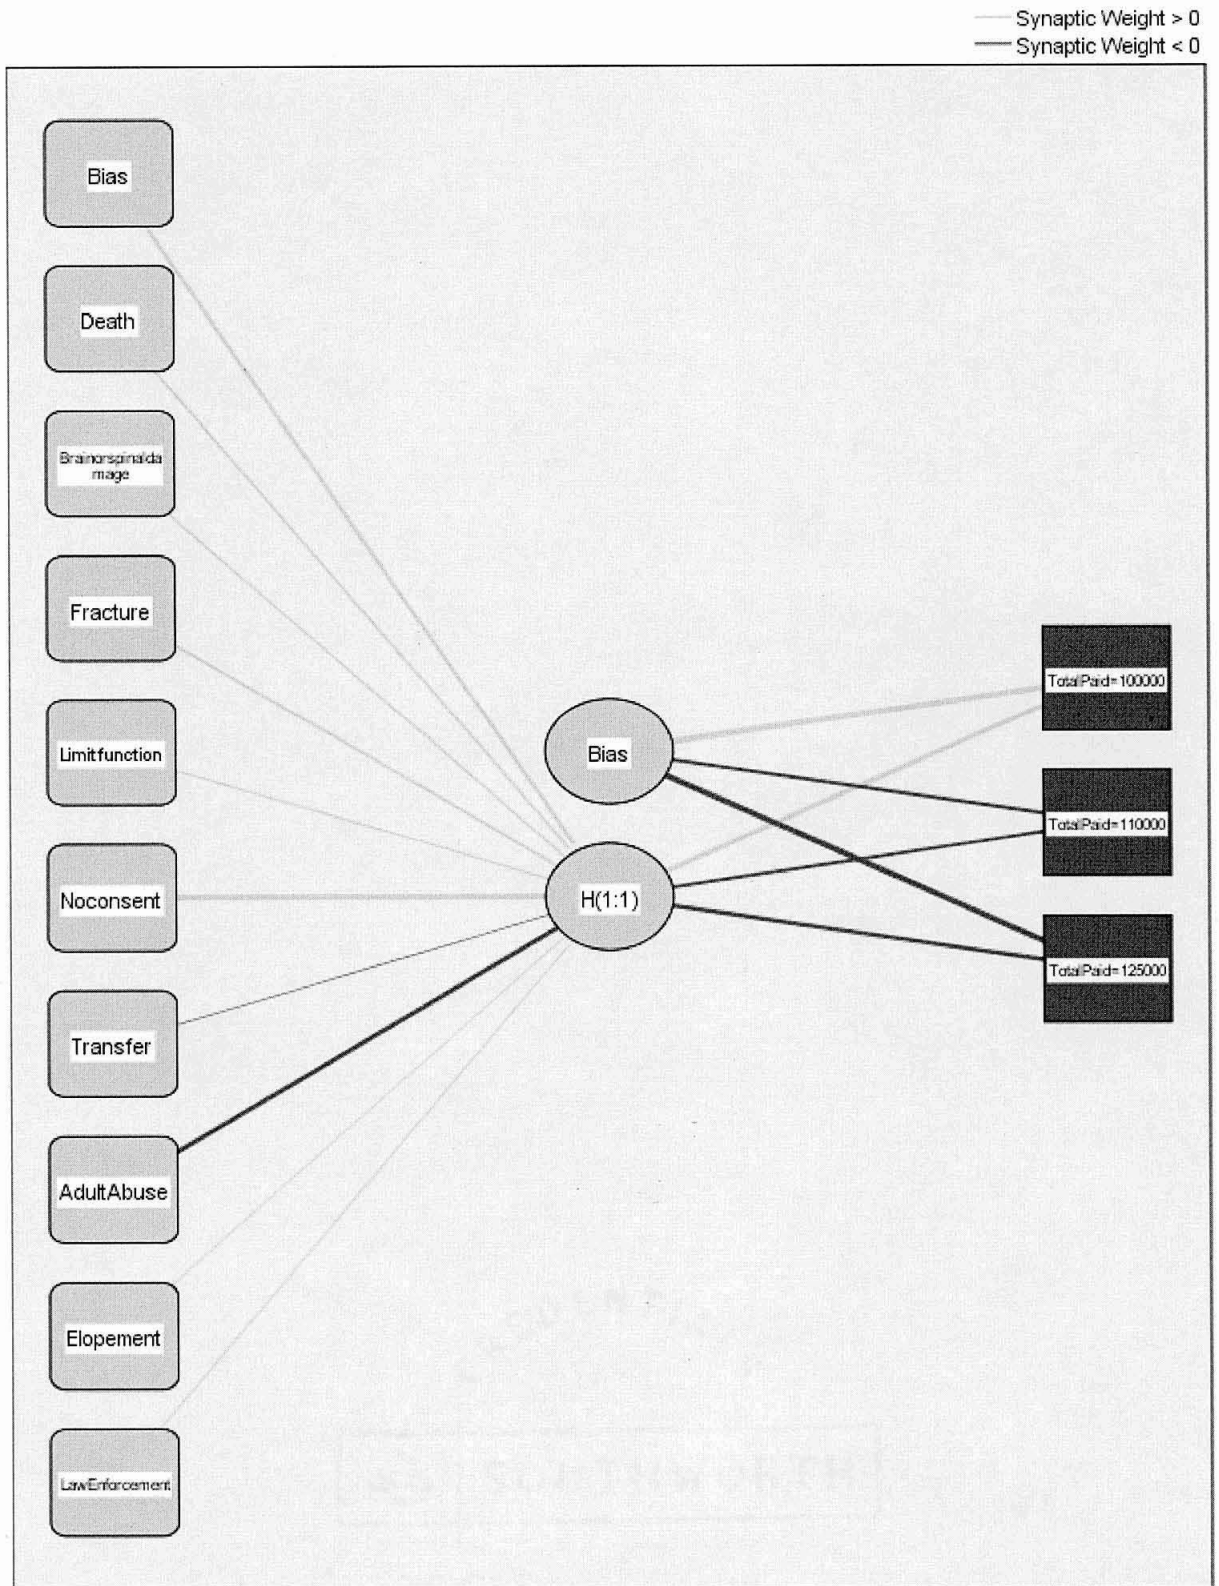 Synaptic Weight > 0
Synaptic Weight < 0
Bias
Death
Brainorspinalda
mage
Fracture
Limitfunction
Noconsent
Transfer
AdultAbuse
Elopement
LawEnforcement
Bias
H(1:1)
TotalPaid=100000
TotalPaid=110000
TotalPaid=125000